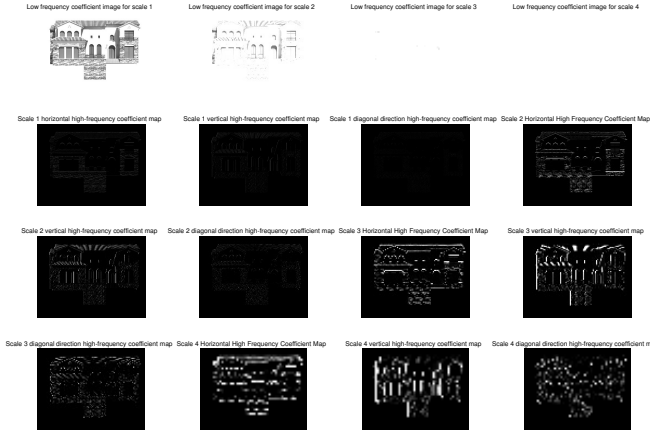 Low frequency coefficient image for scale 1
Low frequency coefficient image for scale 2
Low frequency coefficient image for scale 3
Low frequency coefficient image for scale 4
Scale 1 horizontal high-frequency coefficient map
Scale 1 vertical high-frequency coefficient map
Scale 1 diagonal direction high-frequency coefficient map
Scale 2 Horizontal High Frequency Coefficient Map
Scale 2 vertical high-frequency coefficient map
Scale 2 diagonal direction high-frequency coefficient map
Scale 3 Horizontal High Frequency Coefficient Map
Scale 3 vertical high-frequency coefficient map
Scale 3 diagonal direction high-frequency coefficient map
Scale 4 Horizontal High Frequency Coefficient Map
Scale 4 vertical high-frequency coefficient map
Scale 4 diagonal direction high-frequency coefficient m